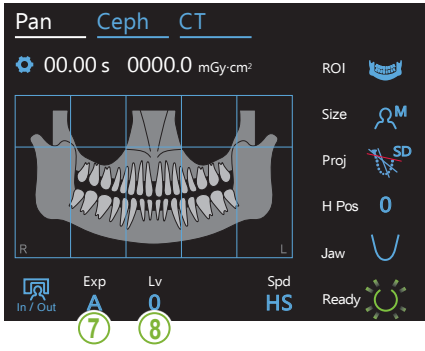 Pan Ceph CT
00.00 s 0000.0 mGy·cm²
ROI
Size M
Proj SD
H Pos 0
R L
Jaw
In / Out
Exp Lv Spd
A 0 HS
Ready
7 8